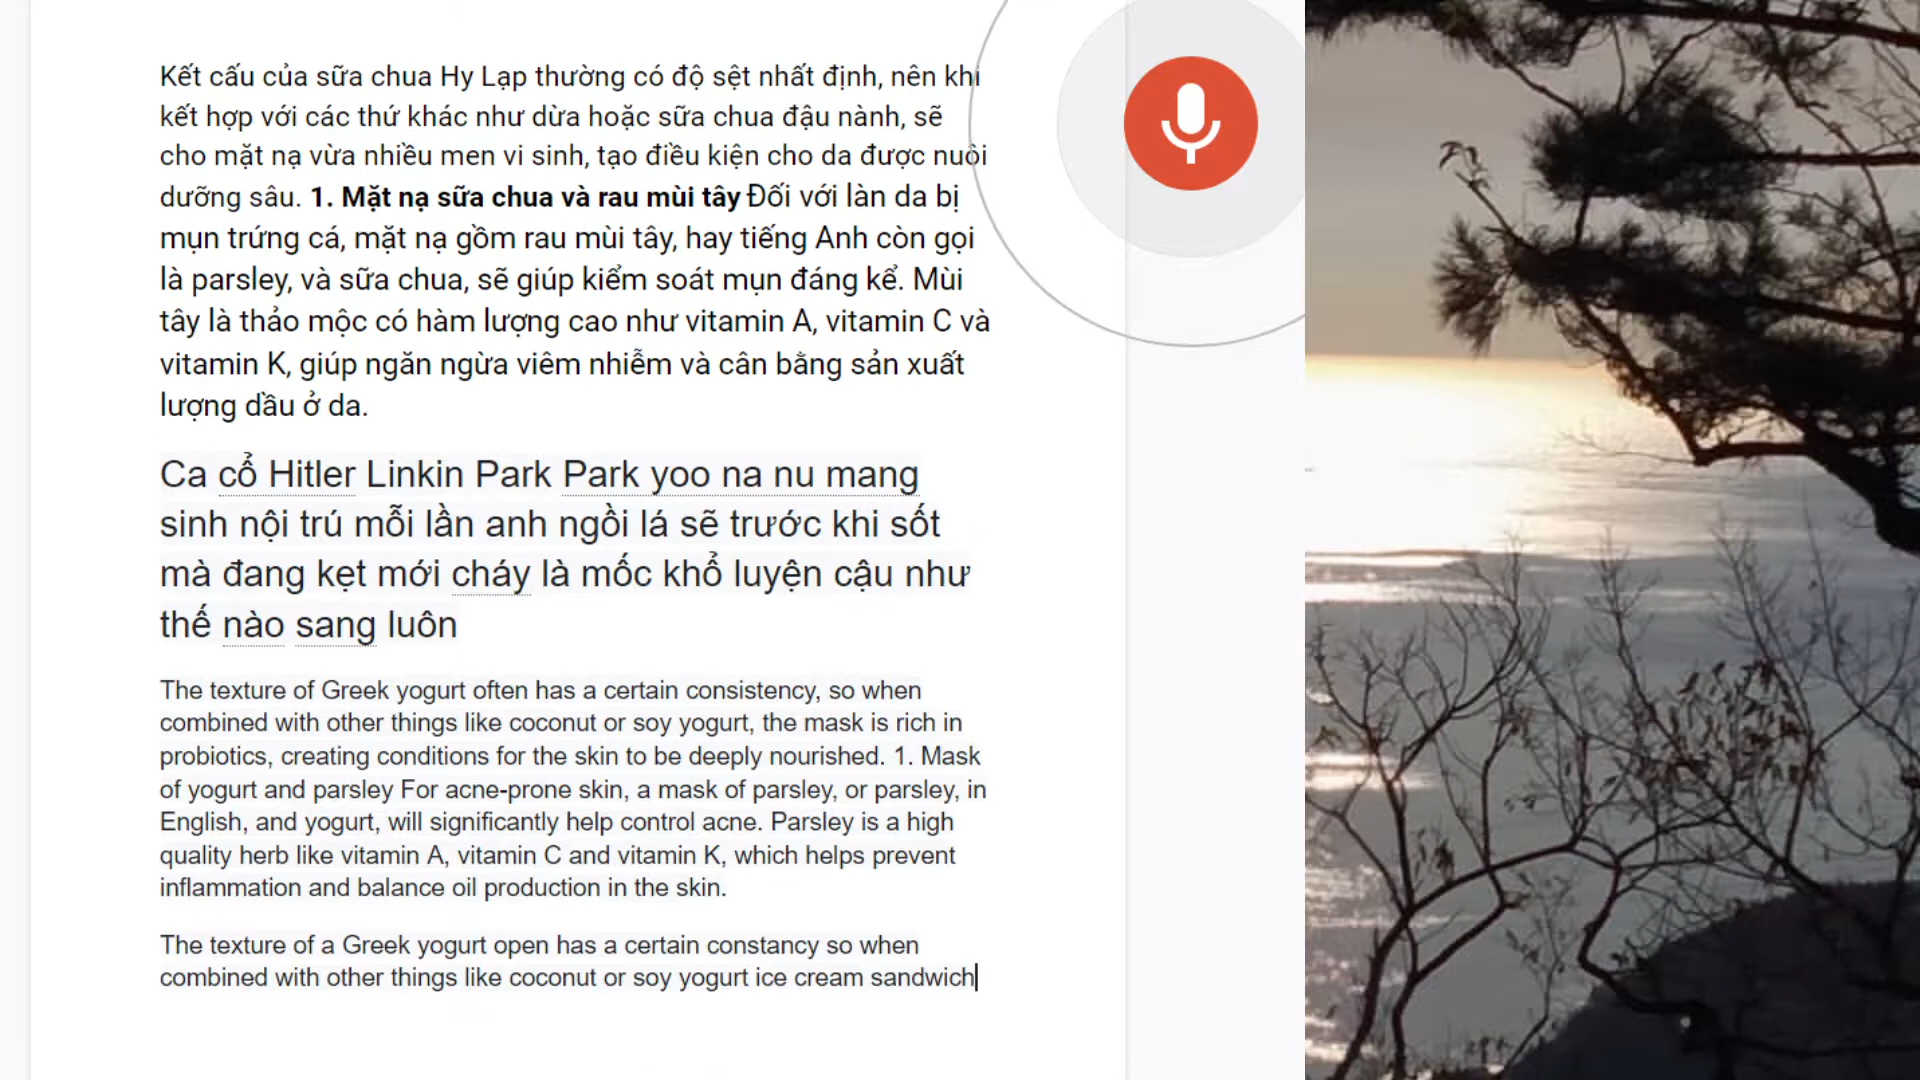 Kết cấu của sữa chua Hy Lạp thường có độ sệt nhất định, nên khi
kết hợp với các thứ khác như dừa hoặc sữa chua đậu nành, sẽ
cho mặt nạ vừa nhiều men vi sinh, tạo điều kiện cho da được nuôi
dưỡng sâu. 1. Mặt nạ sữa chua và rau mùi tây Đối với làn da bị
mụn trứng cá, mặt nạ gồm rau mùi tây, hay tiếng Anh còn gọi
là parsley, và sữa chua, sẽ giúp kiểm soát mụn đáng kể. Mùi
tây là thảo mộc có hàm lượng cao như vitamin A, vitamin C và
vitamin K, giúp ngăn ngừa viêm nhiễm và cân bằng sản xuất
lượng dầu ở da.
Ca cổ Hitler Linkin Park Park yoo na nu mang
sinh nội trú mỗi lần anh ngồi lá sẽ trước khi sốt
mà đang kẹt mới cháy là mốc khổ luyện cậu như
thế nào sang luôn
The texture of Greek yogurt often has a certain consistency, so when
combined with other things like coconut or soy yogurt, the mask is rich in
probiotics, creating conditions for the skin to be deeply nourished. 1. Mask
of yogurt and parsley For acne-prone skin, a mask of parsley, or parsley, in
English, and yogurt, will significantly help control acne. Parsley is a high
quality herb like vitamin A, vitamin C and vitamin K, which helps prevent
inflammation and balance oil production in the skin.
The texture of a Greek yogurt open has a certain constancy so when
combined with other things like coconut or soy yogurt ice cream sandwich